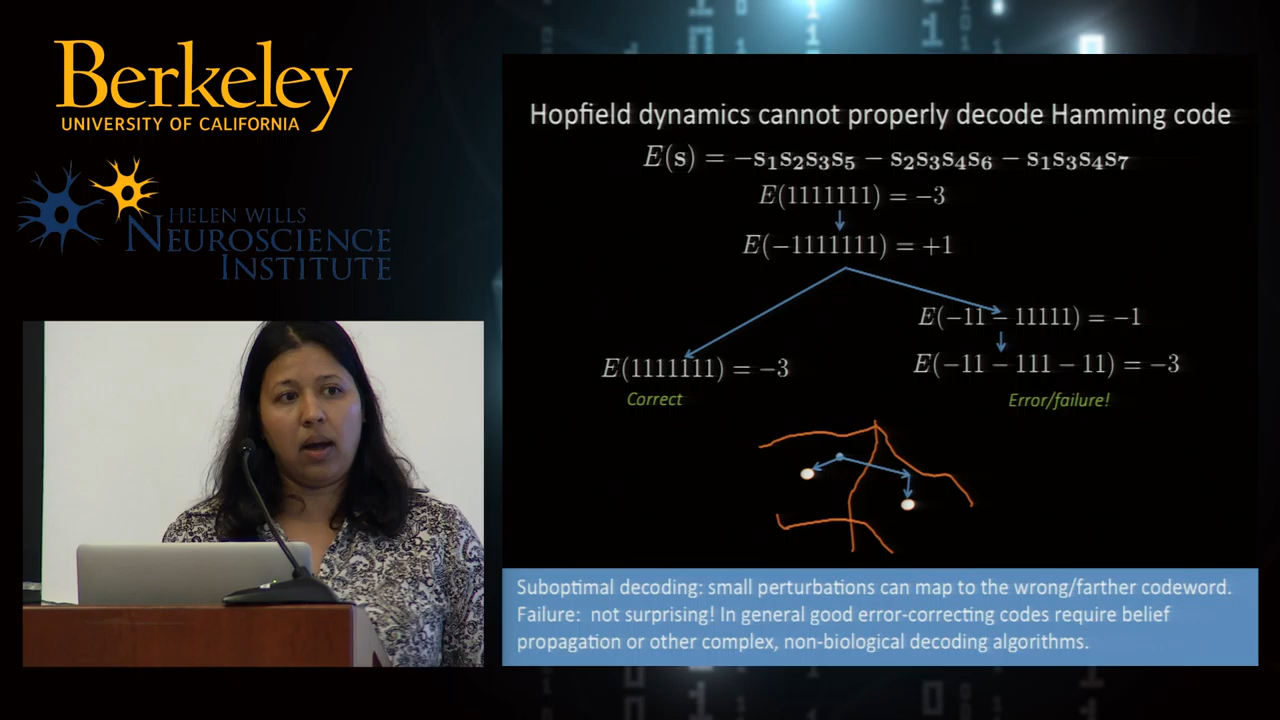 Berkeley
UNIVERSITY OF CALIFORNIA
HELEN WILLS
NEUROSCIENCE
INSTITUTE
Hopfield dynamics cannot properly decode Hamming code
E(s) = −s₁s₂s₃s₅ − s₂s₃s₄s₆ − s₁s₃s₄s₇
E(1111111) = −3
E(−1111111) = +1
E(−11 − 11111) = −1
E(1111111) = −3
E(−11 − 111 − 11) = −3
Correct
Error/failure!
Suboptimal decoding: small perturbations can map to the wrong/farther codeword.
Failure: not surprising! In general good error-correcting codes require belief
propagation or other complex, non-biological decoding algorithms.